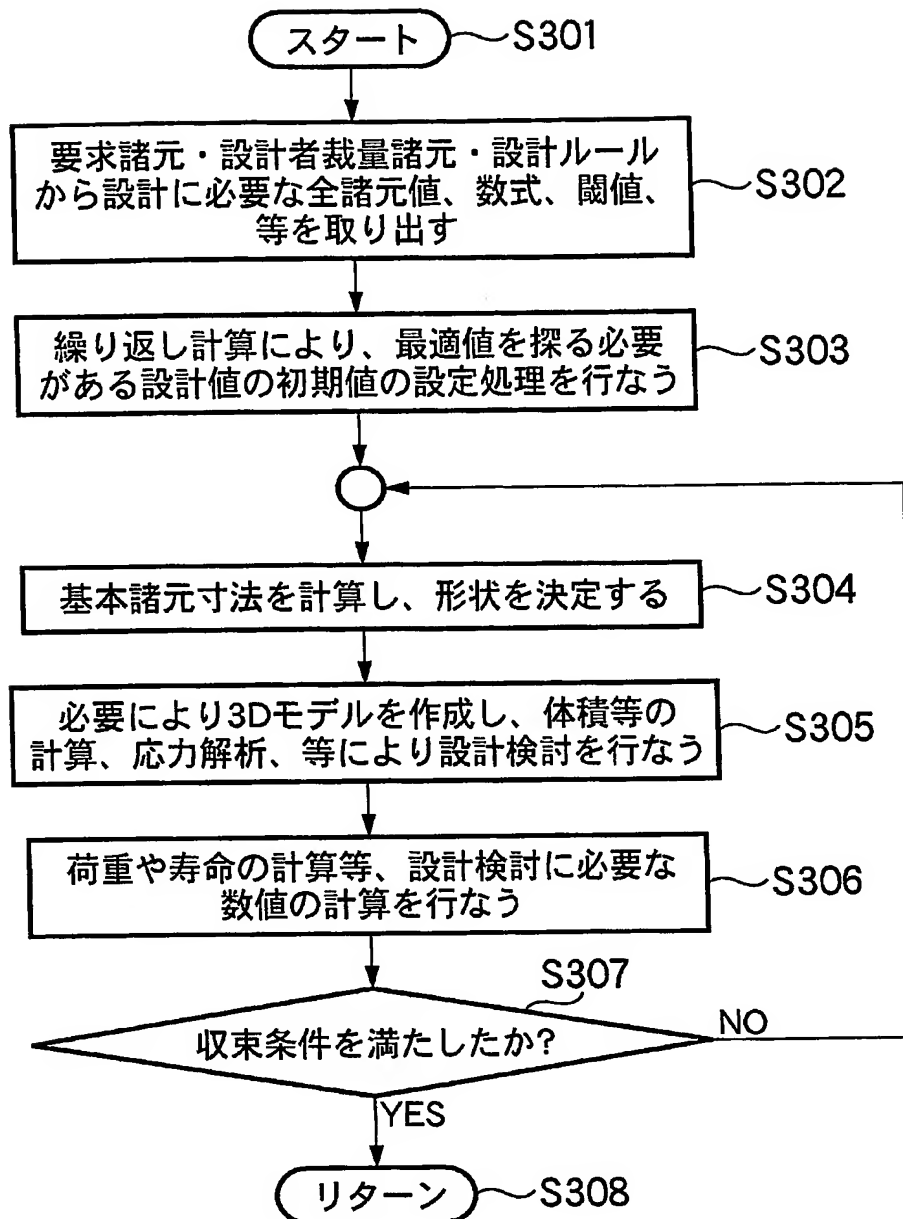 スタート
S301
要求諸元・設計者裁量諸元・設計ルール
から設計に必要な全諸元値、数式、閾値、
等を取り出す
S302
繰り返し計算により、最適値を探る必要
がある設計値の初期値の設定処理を行なう
S303
基本諸元寸法を計算し、形状を決定する
S304
必要により3Dモデルを作成し、体積等の
計算、応力解析、等により設計検討を行なう
S305
荷重や寿命の計算等、設計検討に必要な
数値の計算を行なう
S306
S307
収束条件を満たしたか?
NO
YES
リターン
S308